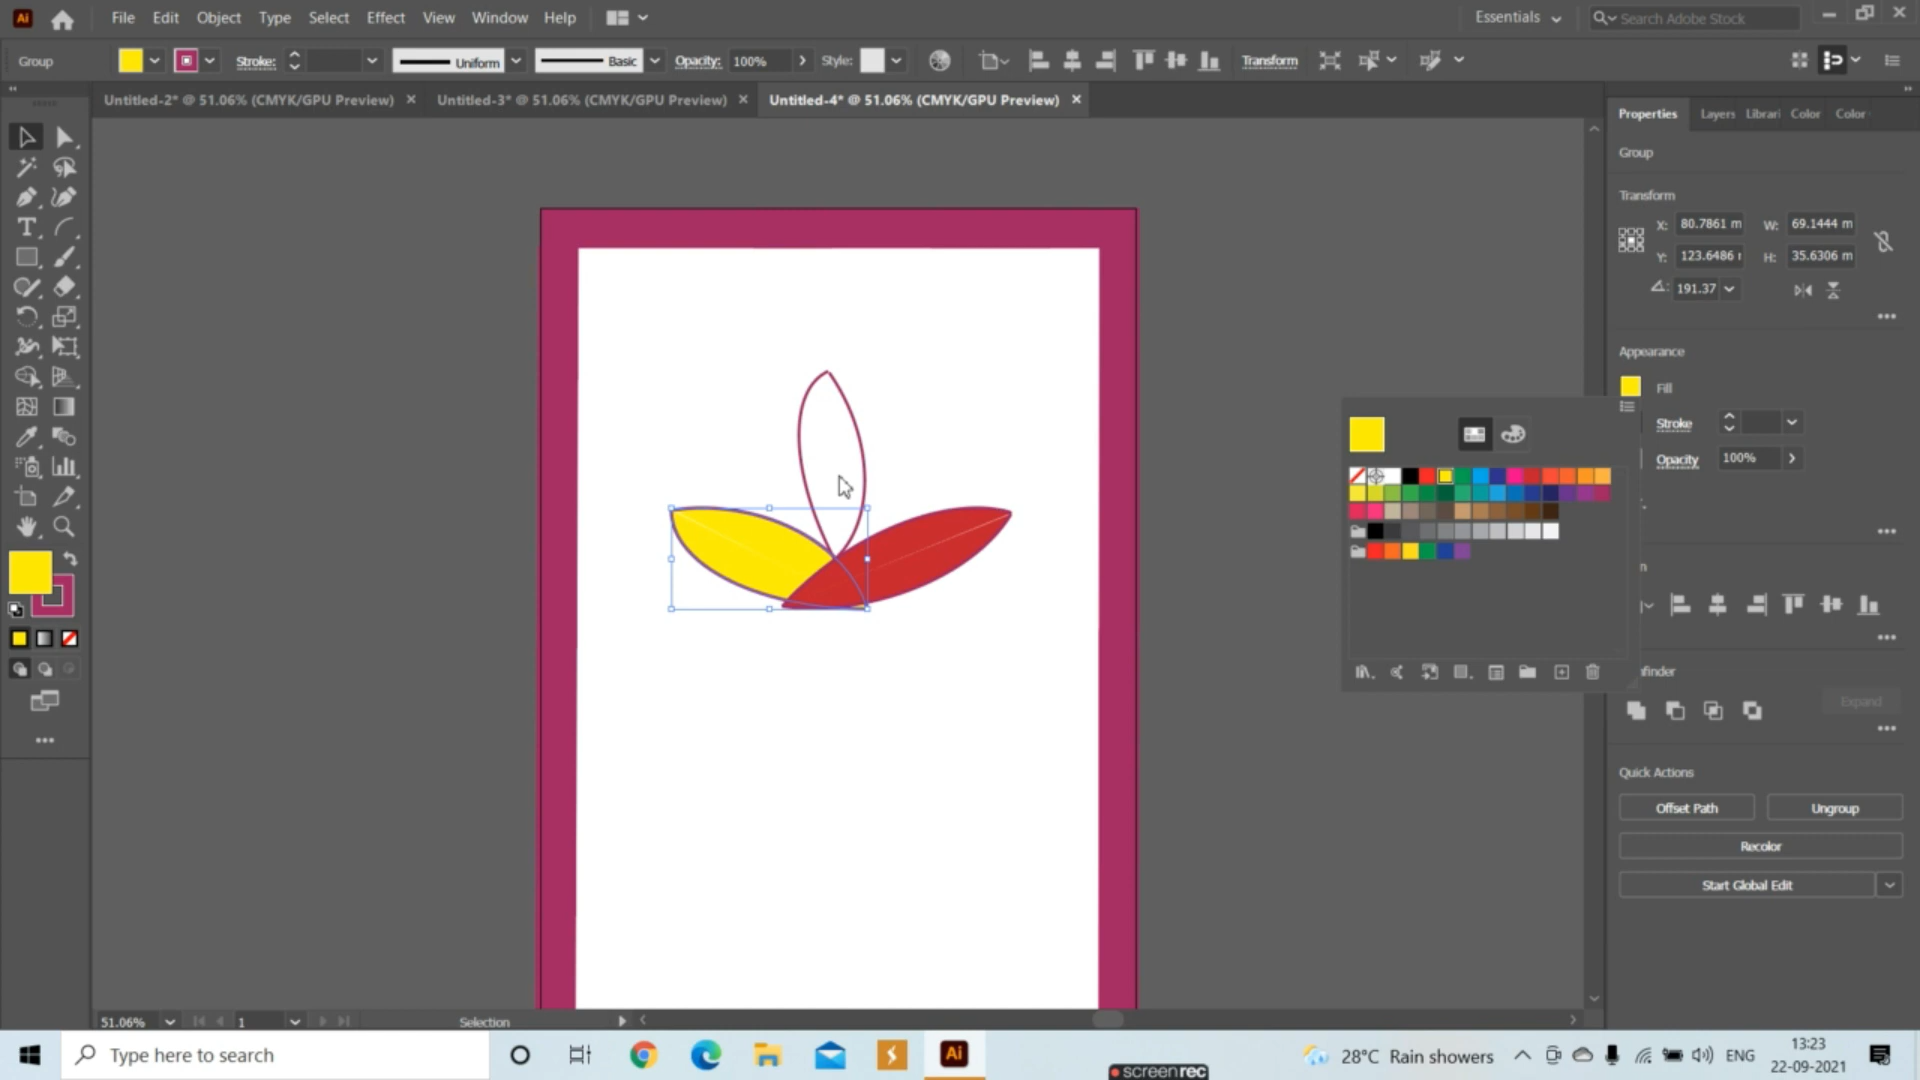 Ai File Edit Object Type Select Effect View Window Help Essentials Search Adobe Stock
Group Stroke: Uniform Basic Opacity: 100% Style: Transform
Untitled-2* @ 51.06% (CMYK/GPU Preview) Untitled-3* @ 51.06% (CMYK/GPU Preview) Untitled-4* @ 51.06% (CMYK/GPU Preview)
Properties Layers Librari Color Color
Group
Transform
X: 80.7861 m W: 69.1444 m
Y: 123.6486 H: 35.6306 m
191.37
Appearance
Fill
Stroke
Opacity 100%
finder
Expand
Quick Actions
Offset Path Ungroup
Recolor
Start Global Edit
51.06% 1 Selection
Type here to search Ai 28°C Rain showers ENG 13:23
22-09-2021
screenrec